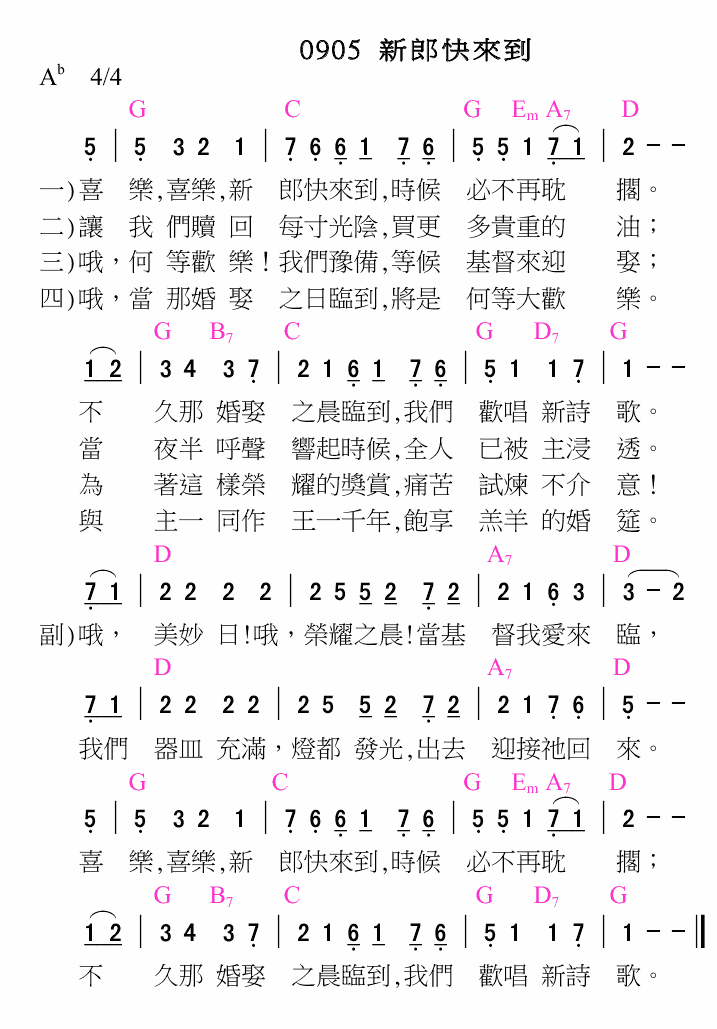 0905 新郎快來到
A♭ 4/4
G C G Em A7 D
5 | 5 3 2 1 | 7 6 6 1 7 6 | 5 5 1 7 1 | 2 - -
一)喜 樂,喜樂,新 郎快來到,時候 必不再耽 擱。
二)讓 我 們贖 回 每寸光陰,買更 多貴重的 油；
三)哦，何 等歡 樂！我們豫備,等候 基督來迎 娶；
四)哦，當 那婚 娶 之日臨到,將是 何等大歡 樂。
G B7 C G D7 G
1 2 | 3 4 3 7 | 2 1 6 1 7 6 | 5 1 1 7 | 1 - -
不 久那 婚娶 之晨臨到,我們 歡唱 新詩 歌。
當 夜半 呼聲 響起時候,全人 已被 主浸 透。
為 著這 樣榮 耀的獎賞,痛苦 試煉 不介 意！
與 主一 同作 王一千年,飽享 羔羊 的婚 筵。
D A7 D
7 1 | 2 2 2 2 | 2 5 5 2 7 2 | 2 1 6 3 | 3 - 2
副)哦， 美妙 日!哦，榮耀之晨!當基 督我愛來 臨，
D A7 D
7 1 | 2 2 2 2 | 2 5 5 2 7 2 | 2 1 7 6 | 5 - -
我們 器皿 充滿，燈都 發光,出去 迎接祂回 來。
G C G Em A7 D
5 | 5 3 2 1 | 7 6 6 1 7 6 | 5 5 1 7 1 | 2 - -
喜 樂,喜樂,新 郎快來到,時候 必不再耽 擱；
G B7 C G D7 G
1 2 | 3 4 3 7 | 2 1 6 1 7 6 | 5 1 1 7 | 1 - - ||
不 久那 婚娶 之晨臨到,我們 歡唱 新詩 歌。